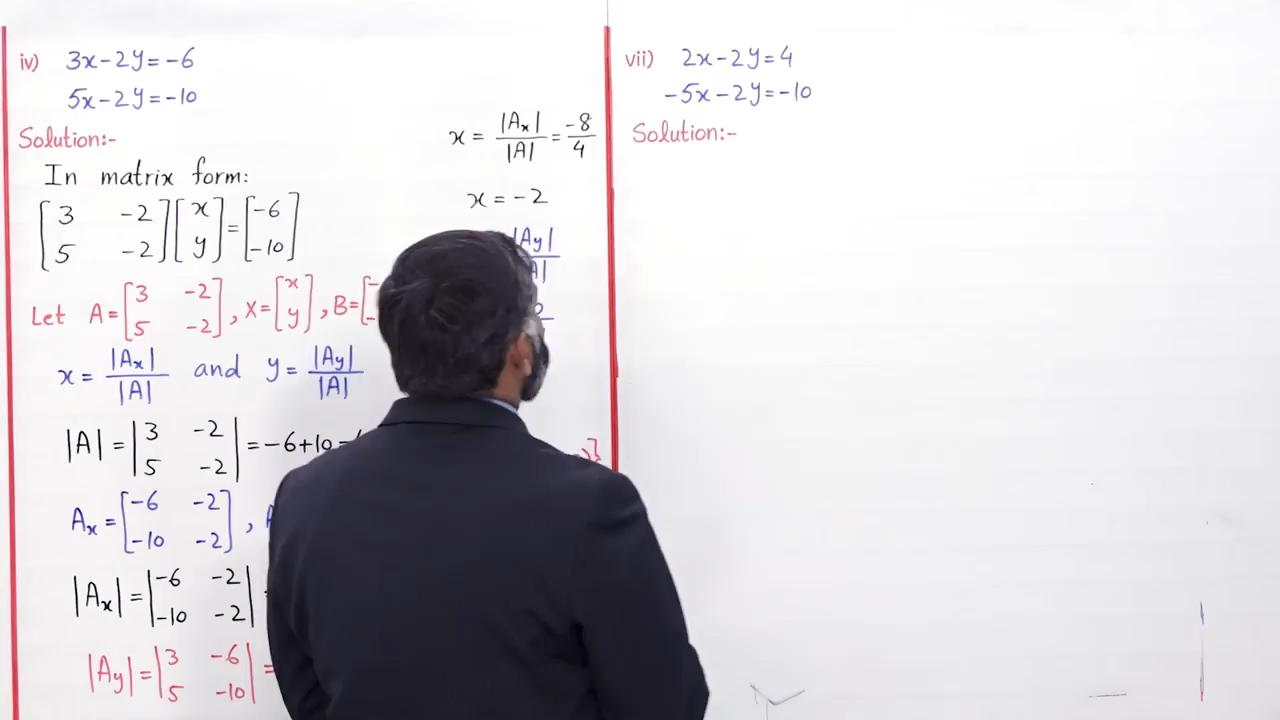 iv) 3x-2y=-6
5x-2y=-10
Solution:-
In matrix form:
[3 -2
5 -2] [x
y] = [-6
-10]
Let A=[3 -2
5 -2], X=[x
y], B=[
x = |Ax|/|A| and y = |Ay|/|A|
|A| = |3 -2
5 -2| = -6+10=
Ax = [-6 -2
-10 -2],
|Ax| = |-6 -2
-10 -2| =
|Ay| = |3 -6
5 -10| =
x = |Ax|/|A| = -8/4
x = -2
|Ay|
|A|
vii) 2x-2y=4
-5x-2y=-10
Solution:-